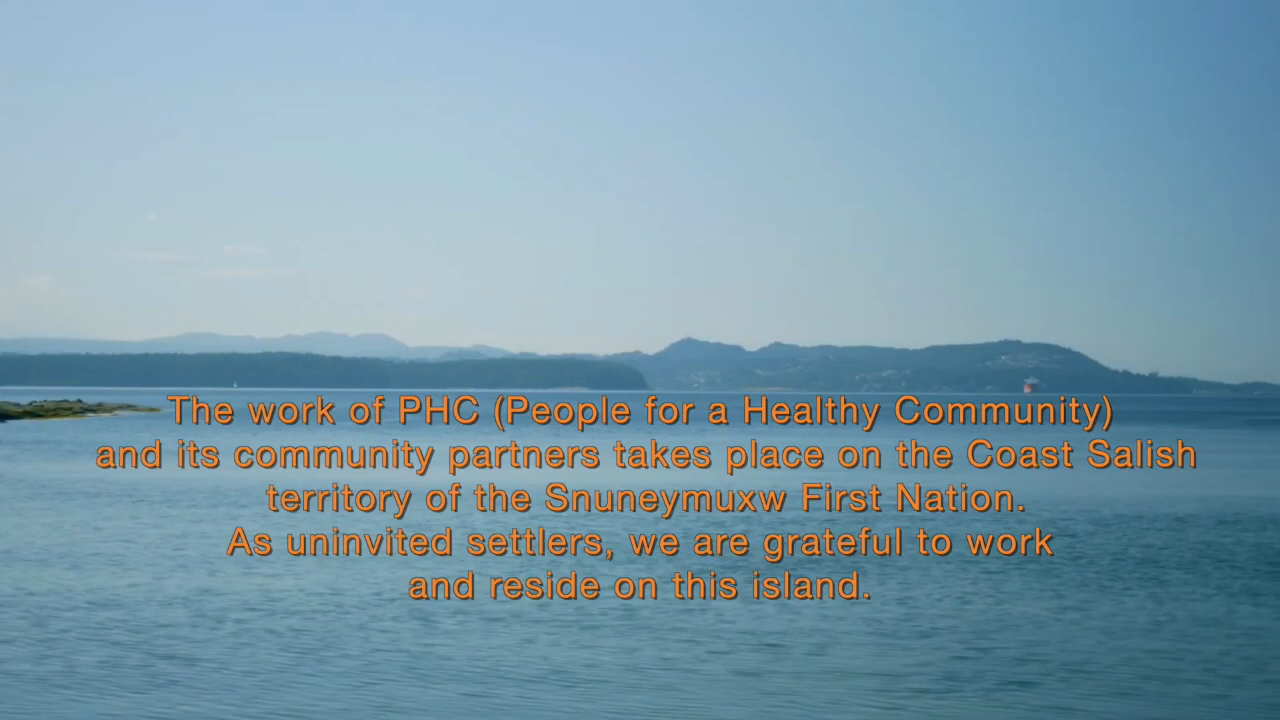 The work of PHC (People for a Healthy Community)
and its community partners takes place on the Coast Salish
territory of the Snuneymuxw First Nation.
As uninvited settlers, we are grateful to work
and reside on this island.